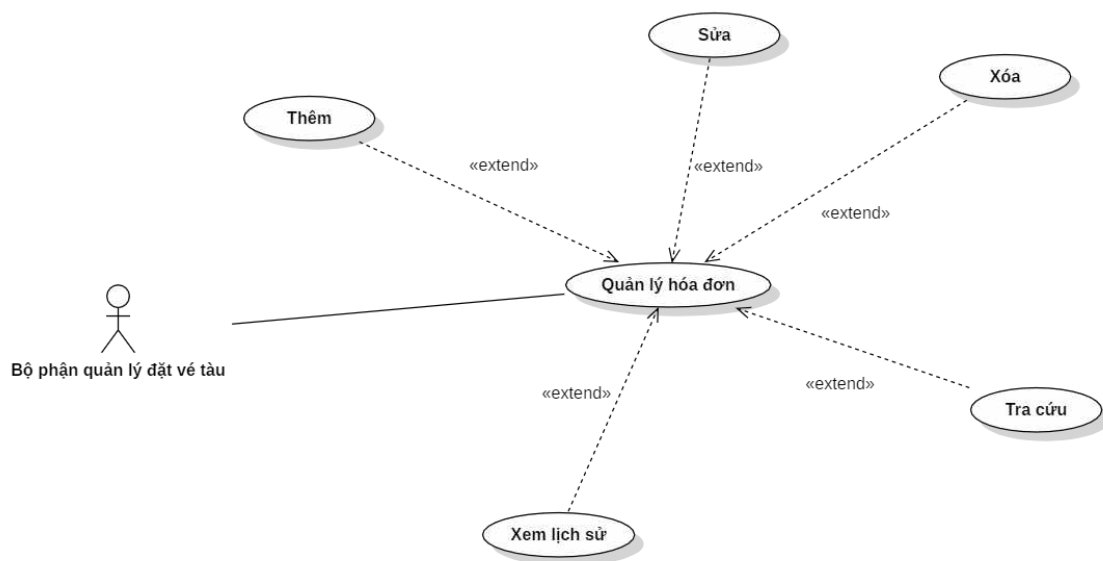 Sửa
Xóa
Thêm
«extend»
«extend»
«extend»
Quản lý hóa đơn
Bộ phận quản lý đặt vé tàu
«extend»
«extend»
Tra cứu
Xem lịch sử